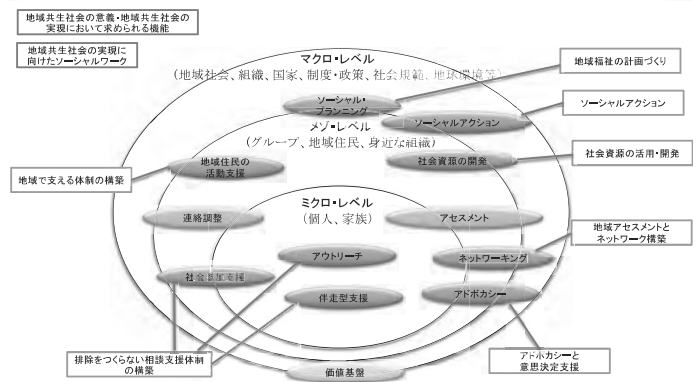 地域共生社会の意義・地域共生社会の
実現において求められる機能
地域共生社会の実現に
向けたソーシャルワーク
マクロ・レベル
(地域社会、組織、国家、制度・政策、社会規範、地球環境等)
地域福祉の計画づくり
ソーシャル・
プランニング
ソーシャルアクション
ソーシャルアクション
メゾ・レベル
(グループ、地域住民、身近な組織)
地域住民の
活動支援
社会資源の開発
社会資源の活用・開発
地域で支える体制の構築
ミクロ・レベル
(個人、家族)
連絡調整
アセスメント
地域アセスメントと
ネットワーク構築
アウトリーチ
ネットワーキング
社会参加支援
伴走型支援
アドボカシー
排除をつくらない相談支援体制
の構築
アドボカシーと
意思決定支援
価値基盤